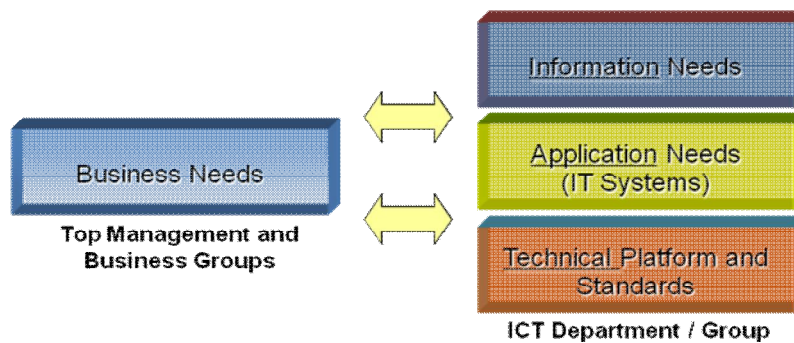 Business Needs
Top Management and
Business Groups
Information Needs
Application Needs
(IT Systems)
Technical Platform and
Standards
ICT Department / Group